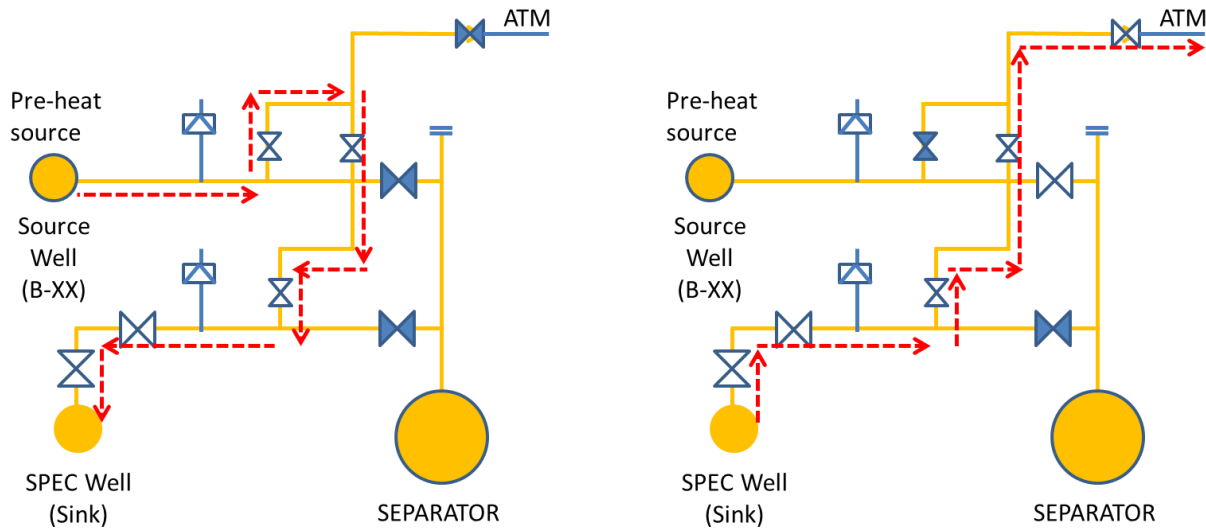 ATM
Pre-heat
source
Source
Well
(B-XX)
SPEC Well
(Sink)
SEPARATOR
ATM
Pre-heat
source
Source
Well
(B-XX)
SPEC Well
(Sink)
SEPARATOR